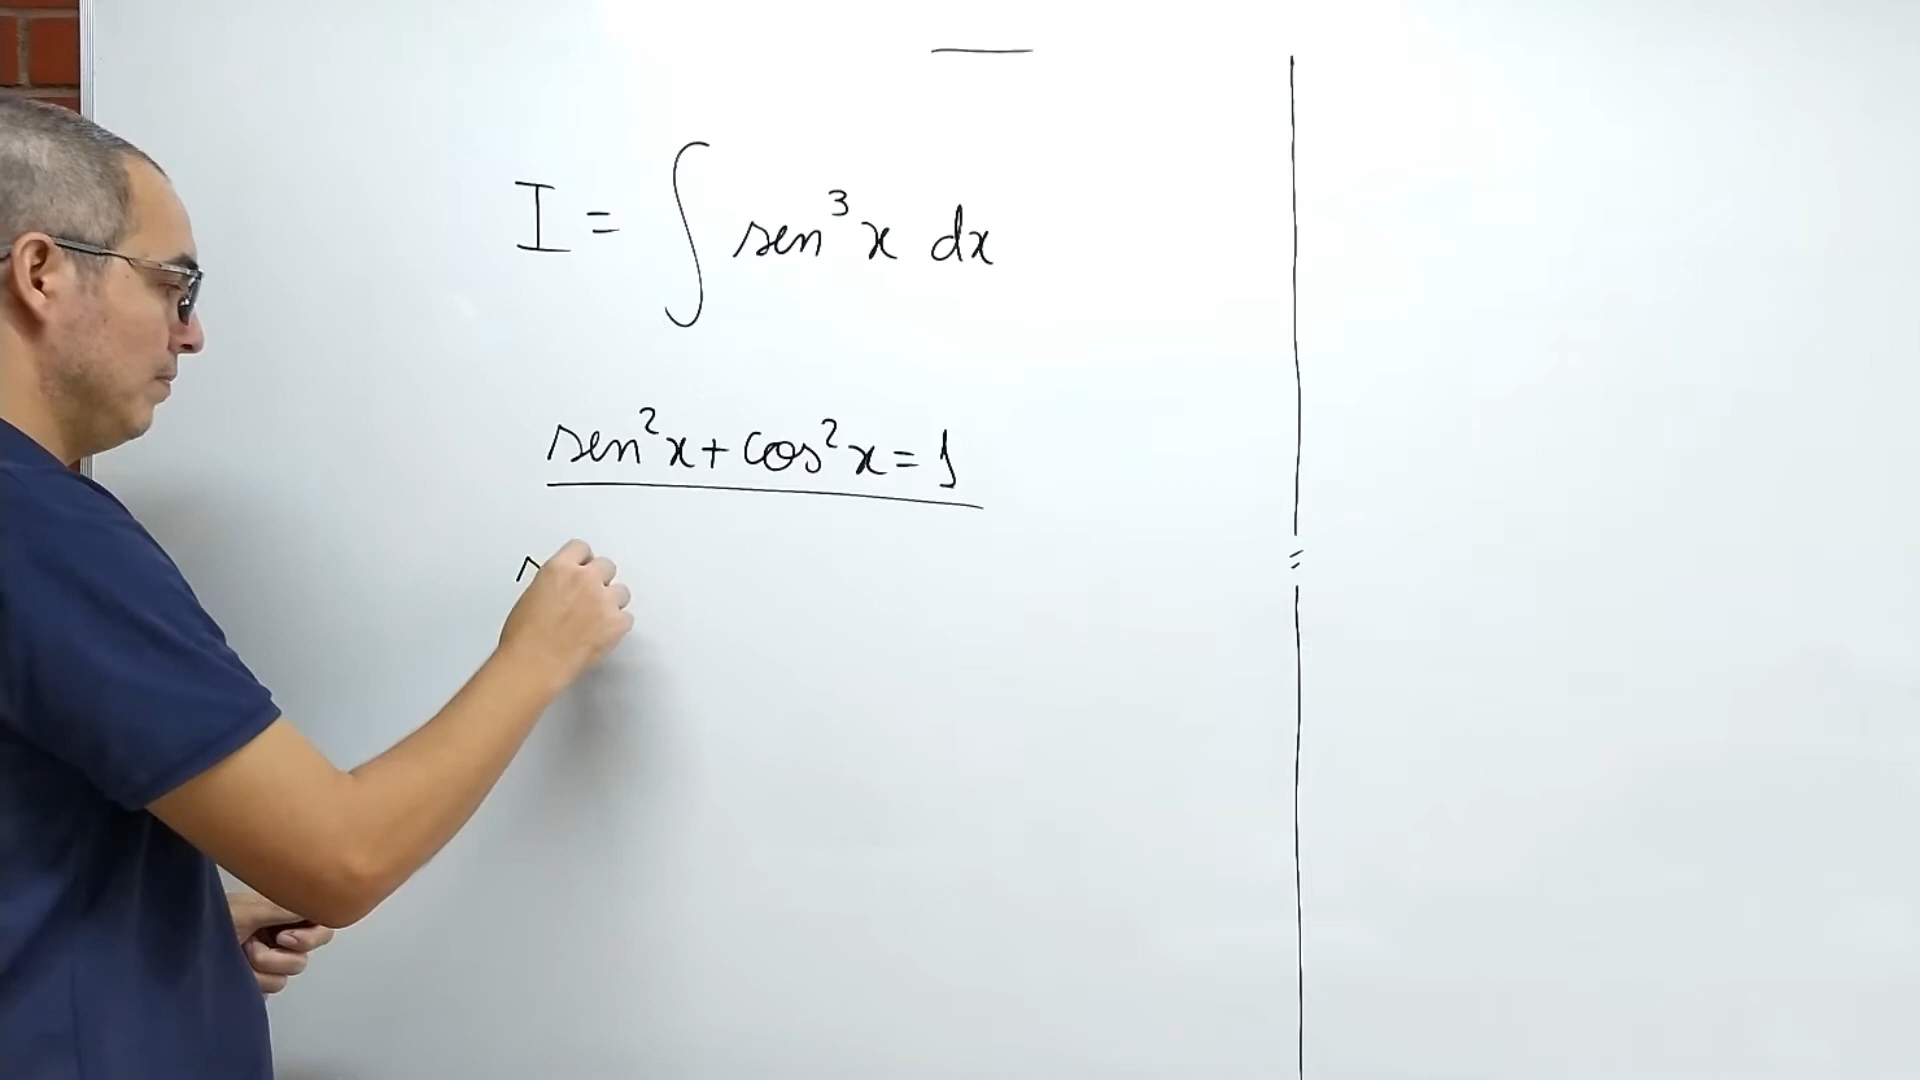 I = ∫ sen³x dx
sen²x + cos²x = 1